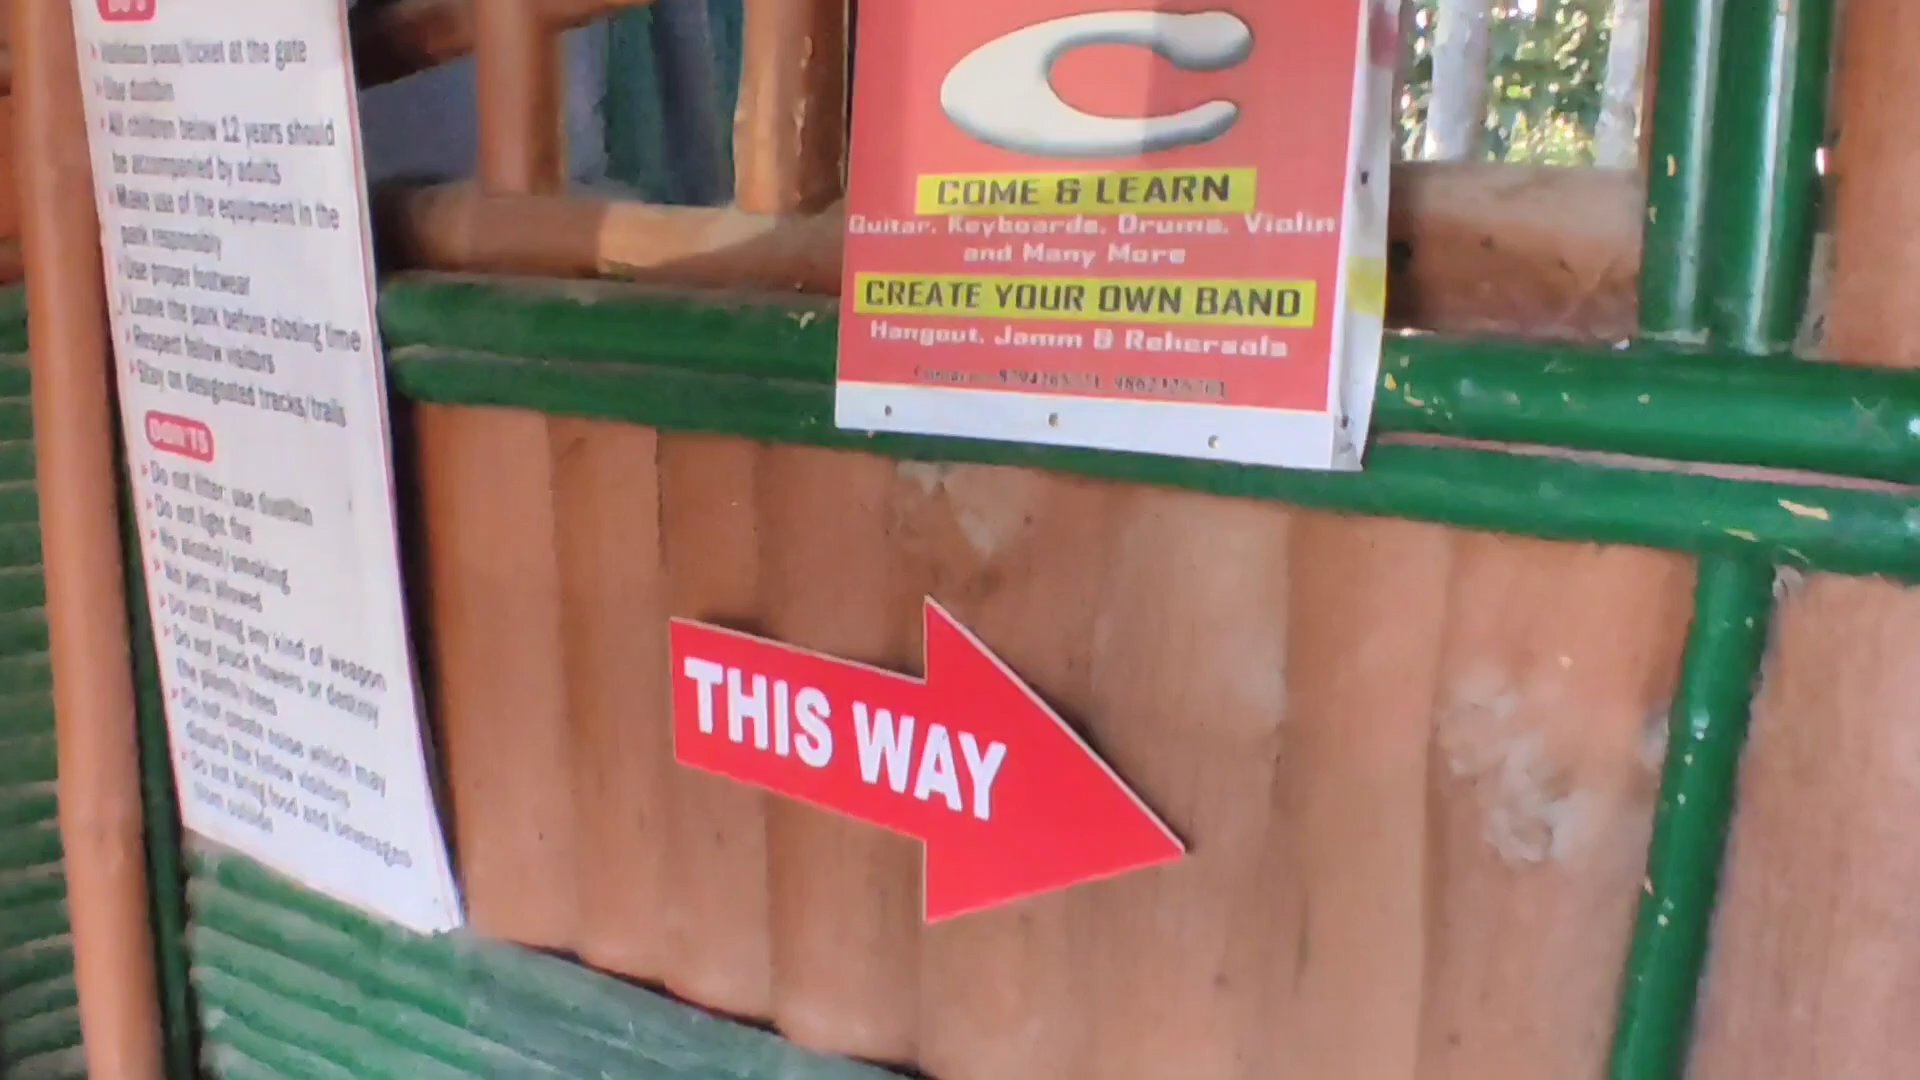 DO'S
Validate pass/ticket at the gate
Use dustbin
All children below 12 years should
be accompanied by adults
Make use of the equipment in the
park responsibly
Use proper footwear
Leave the park before closing time
Respect fellow visitors
Stay on designated tracks/trails
DON'TS
Do not litter: use dustbin
Do not light fire
No alcohol/smoking
No pets allowed
Do not bring any kind of weapon
Do not pluck flowers or destroy
the plants/trees
Do not create noise which may
disturb the fellow visitors
Do not bring food and beverages
from outside
C
COME & LEARN
Guitar, Keyboards, Drums, Violin
and Many More
CREATE YOUR OWN BAND
Hangout, Jamm & Rehersals
THIS WAY